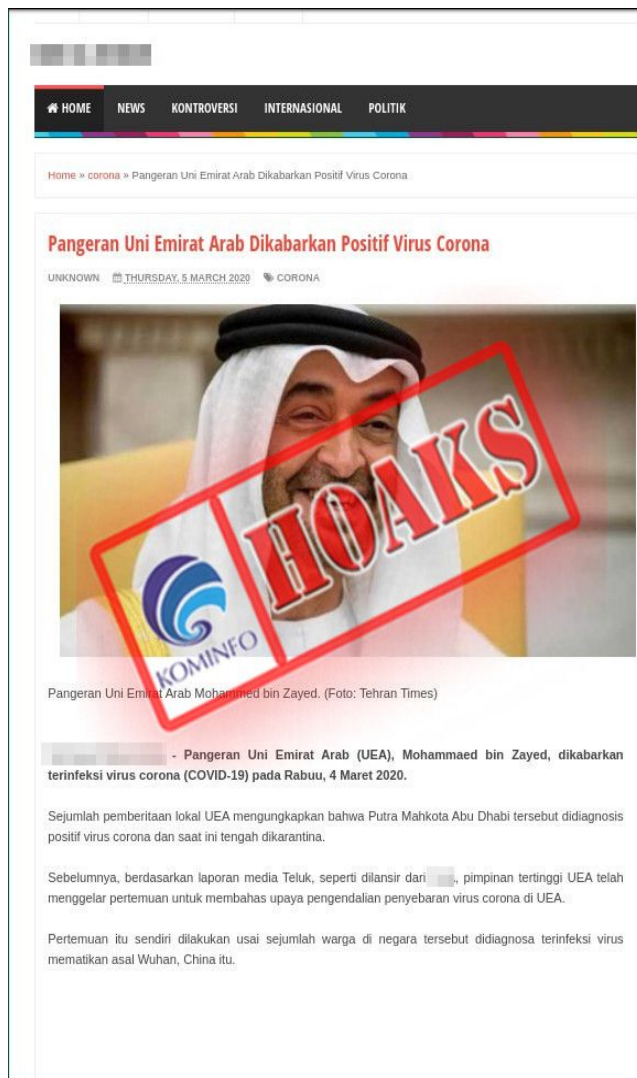 HOME NEWS KONTROVERSI INTERNASIONAL POLITIK
Home » corona » Pangeran Uni Emirat Arab Dikabarkan Positif Virus Corona
Pangeran Uni Emirat Arab Dikabarkan Positif Virus Corona
UNKNOWN THURSDAY, 5 MARCH 2020 CORONA
KOMINFO
HOAKS
Pangeran Uni Emirat Arab Mohammed bin Zayed. (Foto: Tehran Times)
- Pangeran Uni Emirat Arab (UEA), Mohammaed bin Zayed, dikabarkan
terinfeksi virus corona (COVID-19) pada Rabuu, 4 Maret 2020.
Sejumlah pemberitaan lokal UEA mengungkapkan bahwa Putra Mahkota Abu Dhabi tersebut didiagnosis
positif virus corona dan saat ini tengah dikarantina.
Sebelumnya, berdasarkan laporan media Teluk, seperti dilansir dari , pimpinan tertinggi UEA telah
menggelar pertemuan untuk membahas upaya pengendalian penyebaran virus corona di UEA.
Pertemuan itu sendiri dilakukan usai sejumlah warga di negara tersebut didiagnosa terinfeksi virus
mematikan asal Wuhan, China itu.